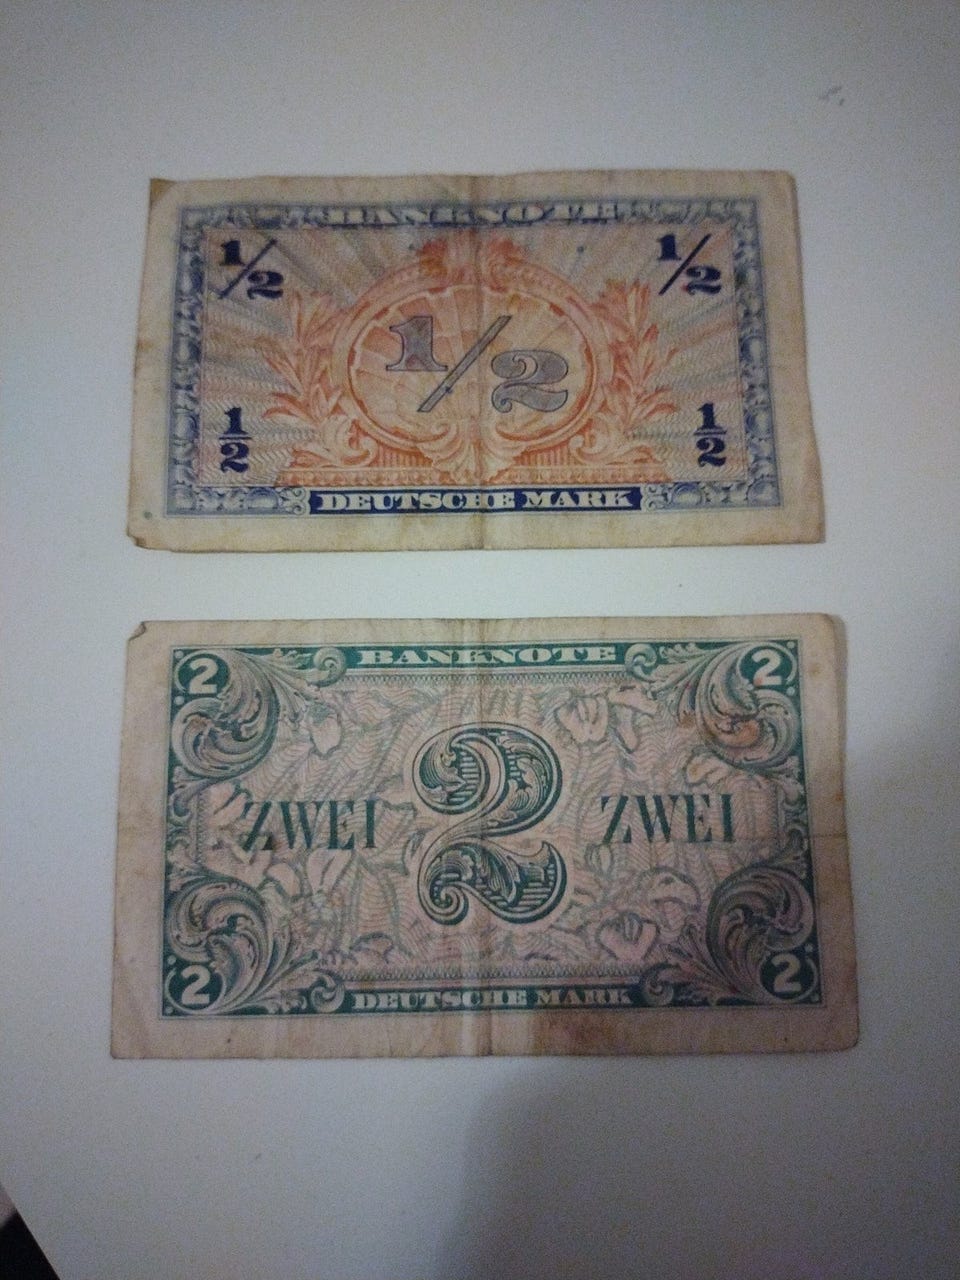 BANKNOTE
1/2 1/2
1/2
1/2 1/2
DEUTSCHE MARK
2 BANKNOTE 2
ZWEI 2 ZWEI
2 DEUTSCHE MARK 2